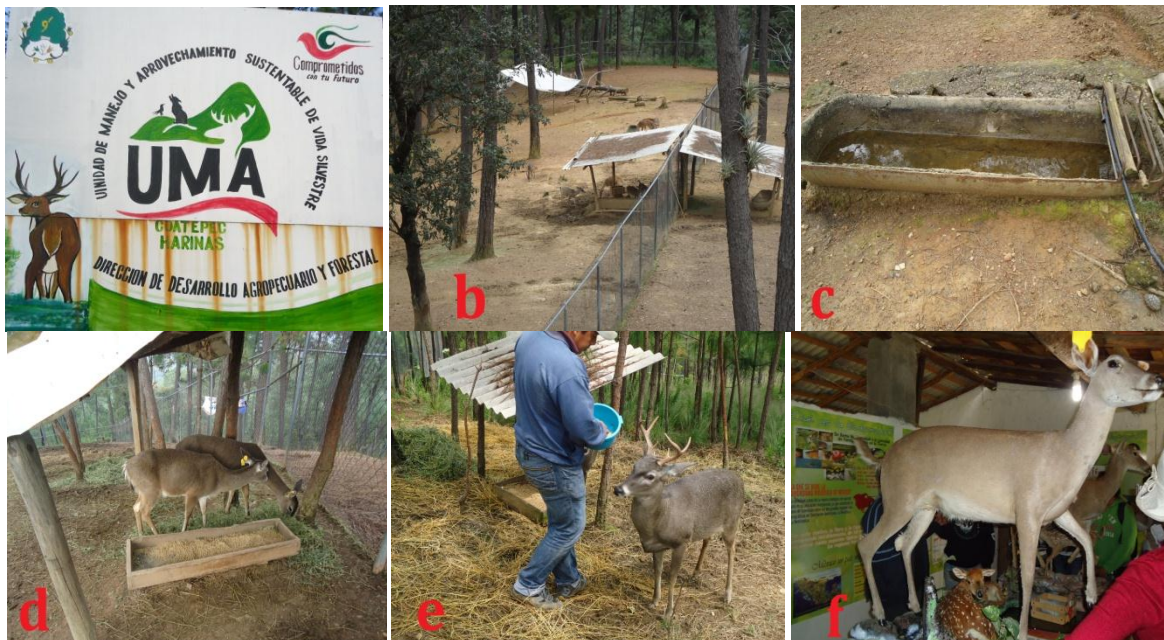 Comprometidos
con tu futuro
UNIDAD DE MANEJO Y APROVECHAMIENTO SUSTENTABLE DE VIDA SILVESTRE
UMA
COATEPEC
HARINAS
DIRECCION DE DESARROLLO AGROPECUARIO Y FORESTAL
b
c
d
e
f